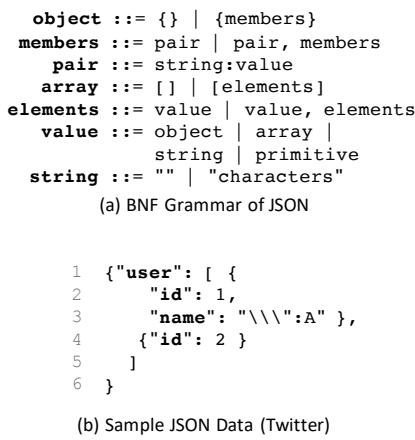 object ::= {} | {members}
members ::= pair | pair, members
pair ::= string:value
array ::= [] | [elements]
elements ::= value | value, elements
value ::= object | array |
string | primitive
string ::= "" | "characters"
(a) BNF Grammar of JSON
1 {"user": [ {
2 "id": 1,
3 "name": "\\\":A" },
4 {"id": 2 }
5 ]
6 }
(b) Sample JSON Data (Twitter)